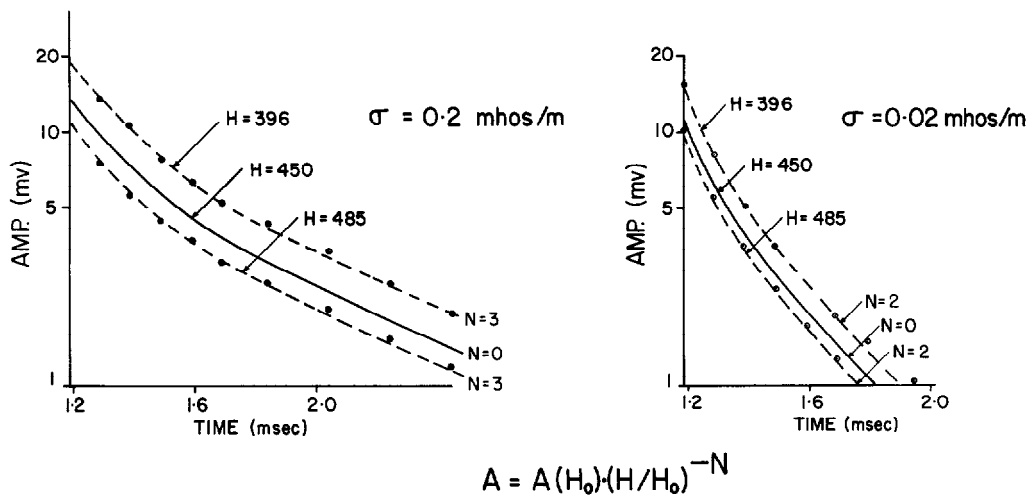 20
10
5
1
AMP. (mv)
H=396
H=450
H=485
σ = 0·2 mhos/m
N=3
N=0
N=3
1·2
1·6
2·0
TIME (msec)
20
10
5
1
AMP. (mv)
H=396
H=450
H=485
σ=0·02 mhos/m
N=2
N=0
N=2
1·2
1·6
2·0
TIME (msec)
A = A(H₀)·(H/H₀)⁻ᴺ